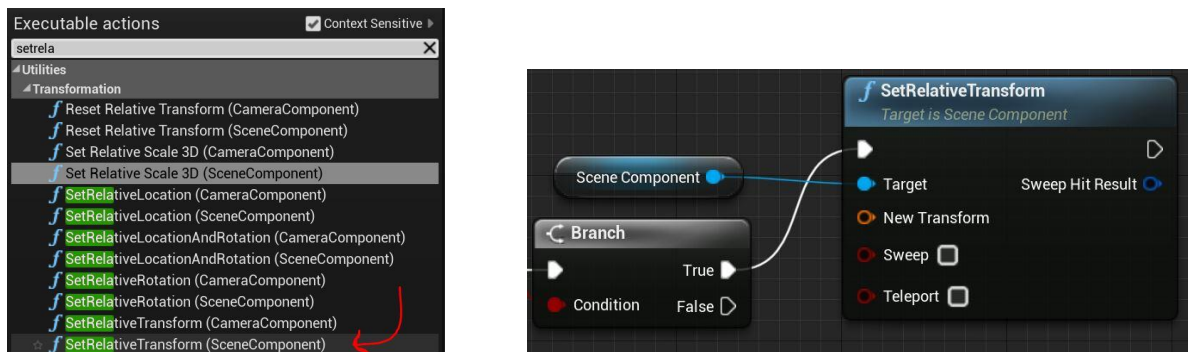 Executable actions
Context Sensitive
setrela
Utilities
Transformation
f Reset Relative Transform (CameraComponent)
f Reset Relative Transform (SceneComponent)
f Set Relative Scale 3D (CameraComponent)
f Set Relative Scale 3D (SceneComponent)
f SetRelativeLocation (CameraComponent)
f SetRelativeLocation (SceneComponent)
f SetRelativeLocationAndRotation (CameraComponent)
f SetRelativeLocationAndRotation (SceneComponent)
f SetRelativeRotation (CameraComponent)
f SetRelativeRotation (SceneComponent)
f SetRelativeTransform (CameraComponent)
f SetRelativeTransform (SceneComponent)
Scene Component
Branch
True
Condition
False
f SetRelativeTransform
Target is Scene Component
Target
Sweep Hit Result
New Transform
Sweep
Teleport